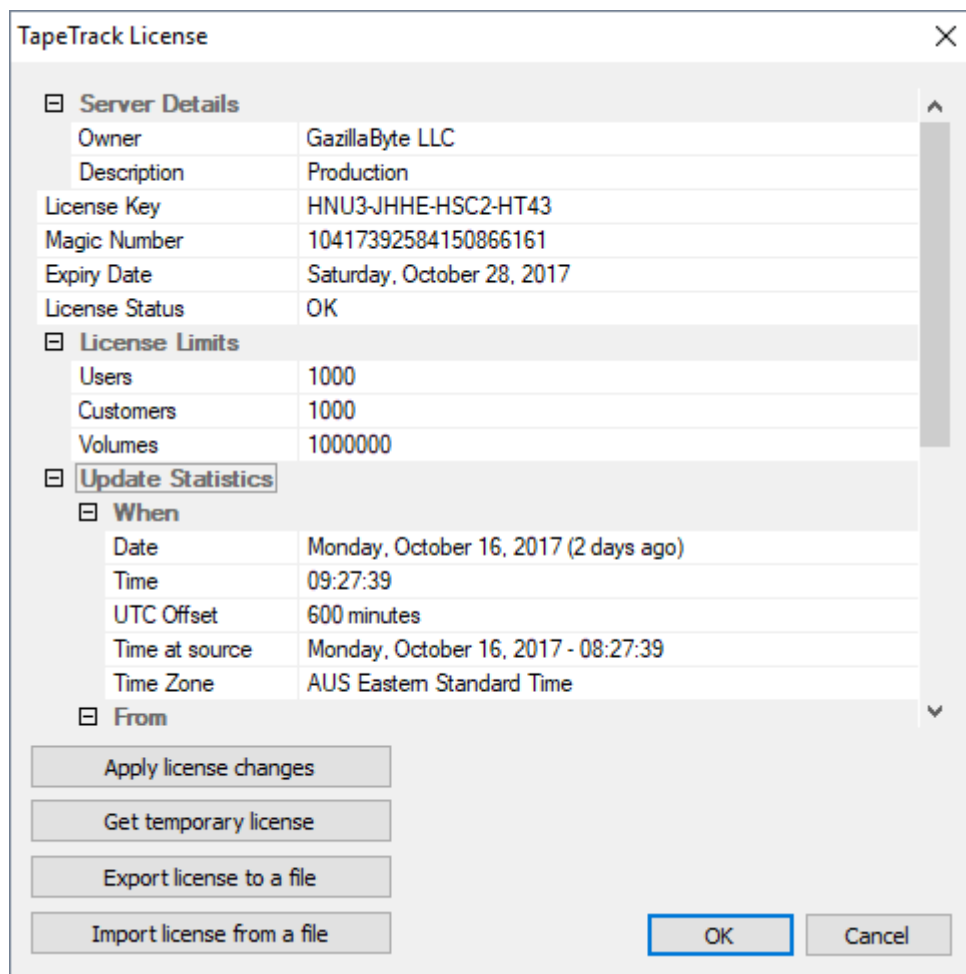 TapeTrack License
Server Details
Owner GazillaByte LLC
Description Production
License Key HNU3-JHHE-HSC2-HT43
Magic Number 10417392584150866161
Expiry Date Saturday, October 28, 2017
License Status OK
License Limits
Users 1000
Customers 1000
Volumes 1000000
Update Statistics
When
Date Monday, October 16, 2017 (2 days ago)
Time 09:27:39
UTC Offset 600 minutes
Time at source Monday, October 16, 2017 - 08:27:39
Time Zone AUS Eastern Standard Time
From
Apply license changes
Get temporary license
Export license to a file
Import license from a file
OK Cancel